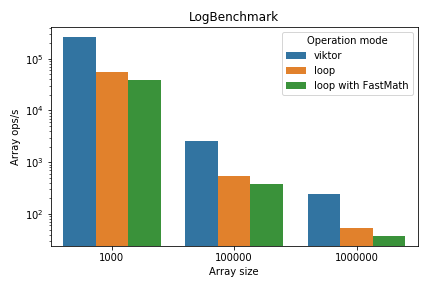 LogBenchmark
Operation mode
viktor
loop
loop with FastMath
Array ops/s
10⁵
10⁴
10³
10²
1000
100000
1000000
Array size